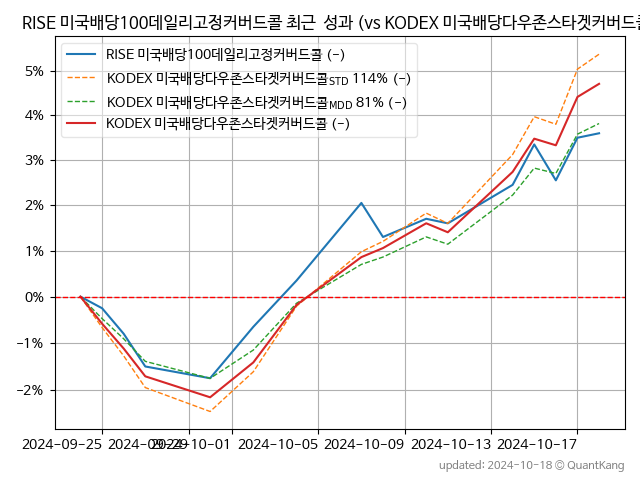 RISE 미국배당100데일리고정커버드콜 최근 성과 (vs KODEX 미국배당다우존스타겟커버드콜
RISE 미국배당100데일리고정커버드콜 (-)
KODEX 미국배당다우존스타겟커버드콜STD 114% (-)
KODEX 미국배당다우존스타겟커버드콜MDD 81% (-)
KODEX 미국배당다우존스타겟커버드콜 (-)
5%
4%
3%
2%
1%
0%
-1%
-2%
2024-09-25
2024-09-29
2024-10-01
2024-10-05
2024-10-09
2024-10-13
2024-10-17
updated: 2024-10-18 © QuantKang